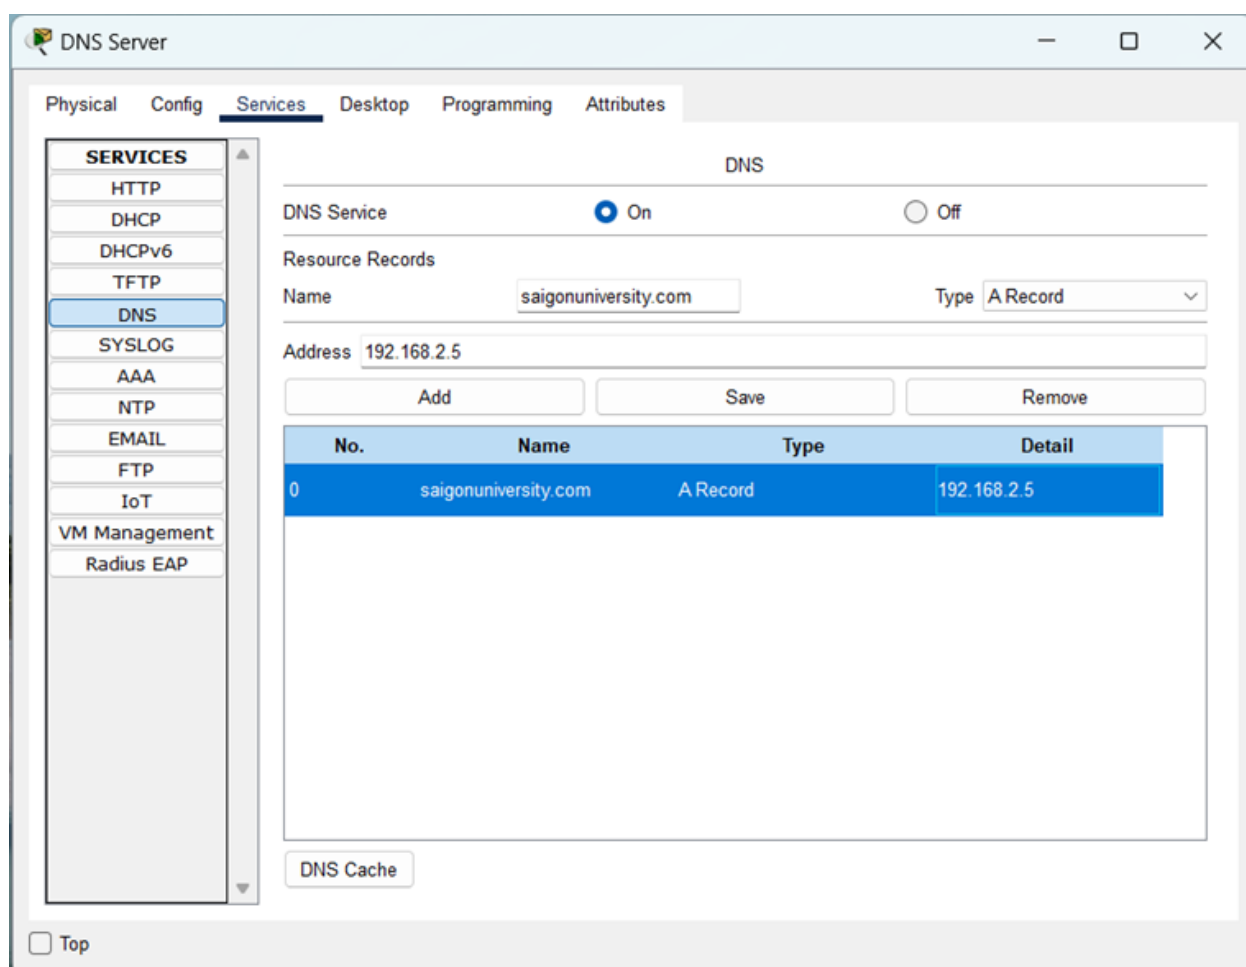 DNS Server
Physical Config Services Desktop Programming Attributes
SERVICES
HTTP
DHCP
DHCPv6
TFTP
DNS
SYSLOG
AAA
NTP
EMAIL
FTP
IoT
VM Management
Radius EAP
DNS
DNS Service On Off
Resource Records
Name saigonuniversity.com Type A Record
Address 192.168.2.5
Add Save Remove
No. Name Type Detail
0 saigonuniversity.com A Record 192.168.2.5
DNS Cache
Top